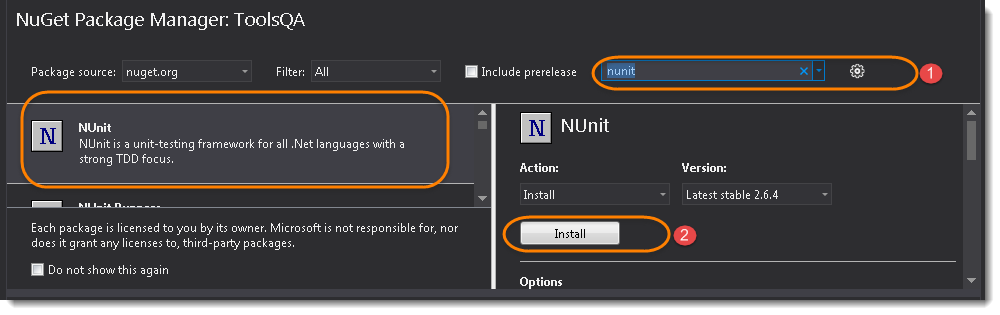 NuGet Package Manager: ToolsQA
Package source: nuget.org Filter: All Include prerelease nunit 1
N NUnit
NUnit is a unit-testing framework for all .Net languages with a
strong TDD focus.
NUnit Runners
Each package is licensed to you by its owner. Microsoft is not responsible for, nor
does it grant any licenses to, third-party packages.
Do not show this again
N NUnit
Action: Version:
Install Latest stable 2.6.4
Install 2
Options